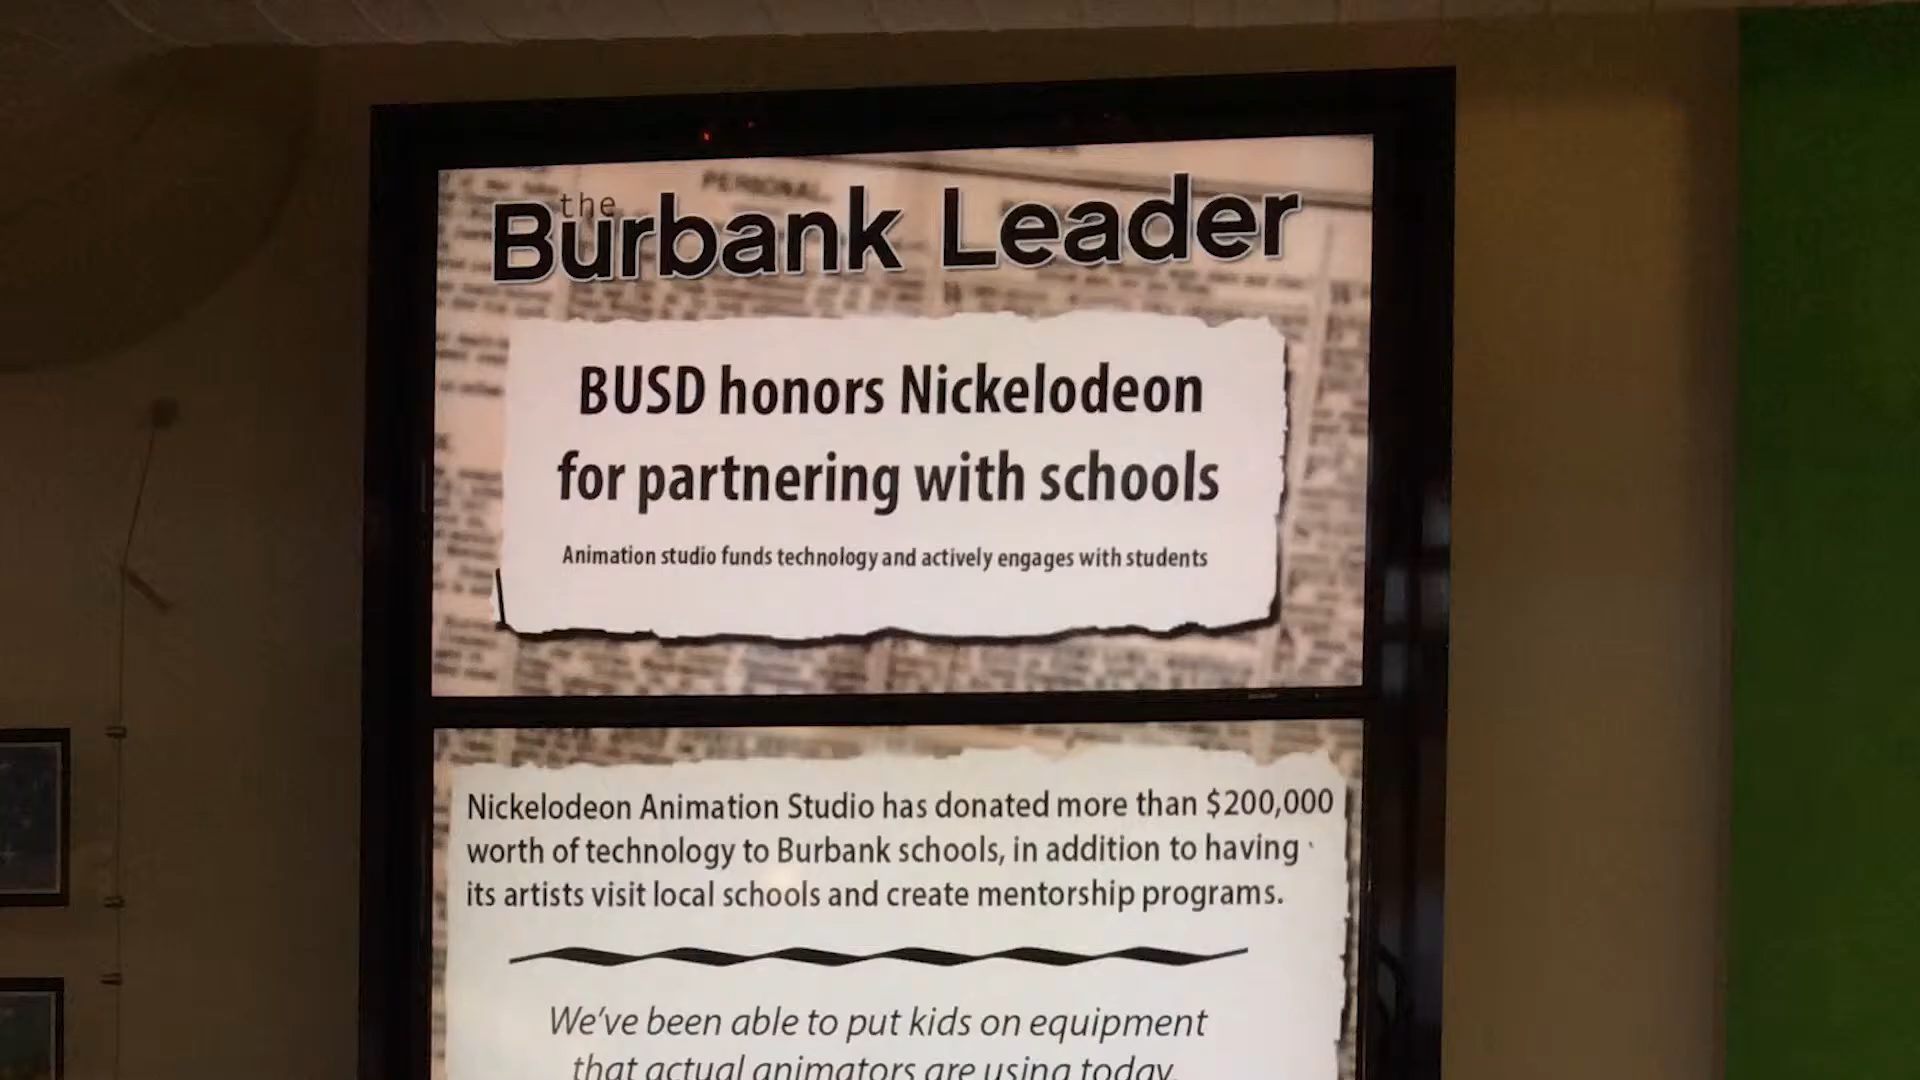 PERSONAL
the
Burbank Leader
BUSD honors Nickelodeon
for partnering with schools
Animation studio funds technology and actively engages with students
Nickelodeon Animation Studio has donated more than $200,000
worth of technology to Burbank schools, in addition to having
its artists visit local schools and create mentorship programs.
We've been able to put kids on equipment
that actual animators are using today.